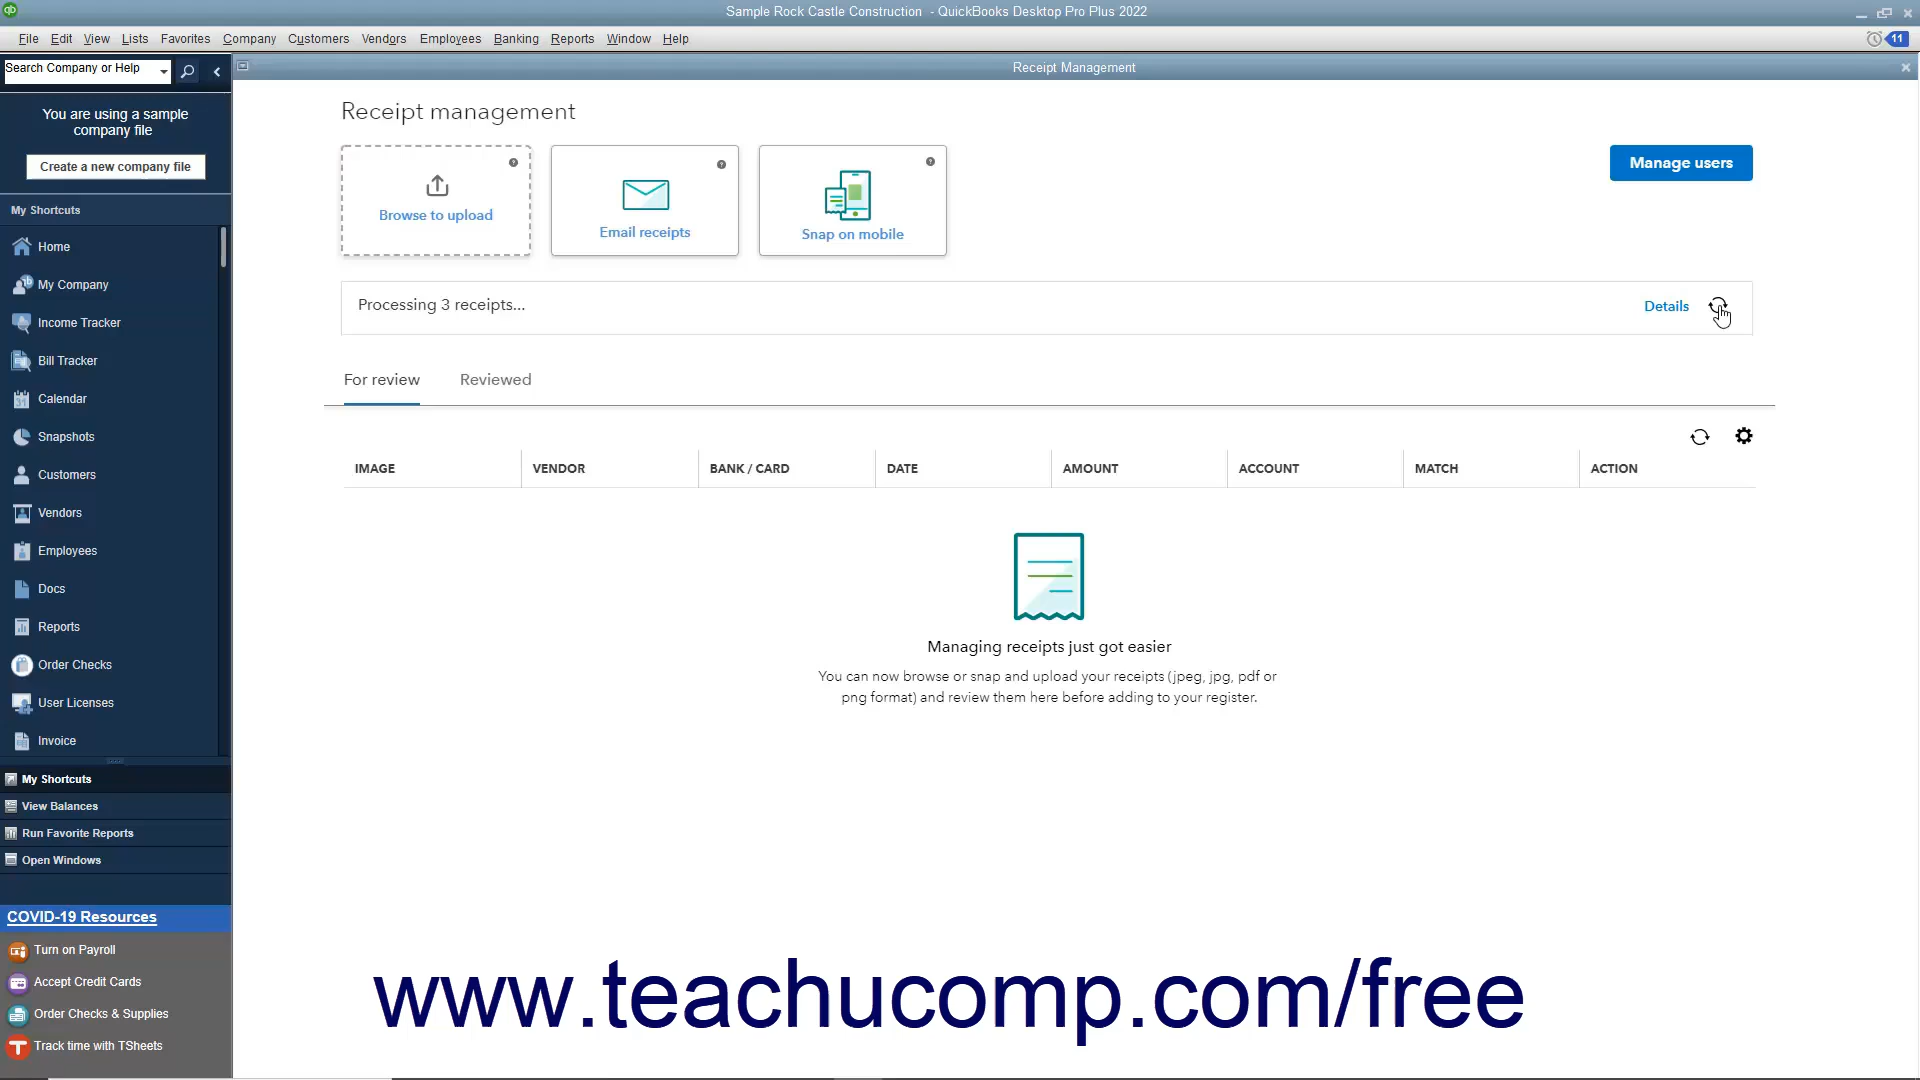 Sample Rock Castle Construction - QuickBooks Desktop Pro Plus 2022
File Edit View Lists Favorites Company Customers Vendors Employees Banking Reports Window Help
11
Search Company or Help
Receipt Management
You are using a sample
company file
Create a new company file
My Shortcuts
Home
My Company
Income Tracker
Bill Tracker
Calendar
Snapshots
Customers
Vendors
Employees
Docs
Reports
Order Checks
User Licenses
Invoice
My Shortcuts
View Balances
Run Favorite Reports
Open Windows
COVID-19 Resources
Turn on Payroll
Accept Credit Cards
Order Checks & Supplies
Track time with TSheets
Receipt management
Browse to upload
Email receipts
Snap on mobile
Manage users
Processing 3 receipts...
Details
For review Reviewed
IMAGE VENDOR BANK / CARD DATE AMOUNT ACCOUNT MATCH ACTION
Managing receipts just got easier
You can now browse or snap and upload your receipts (jpeg, jpg, pdf or
png format) and review them here before adding to your register.
www.teachucomp.com/free